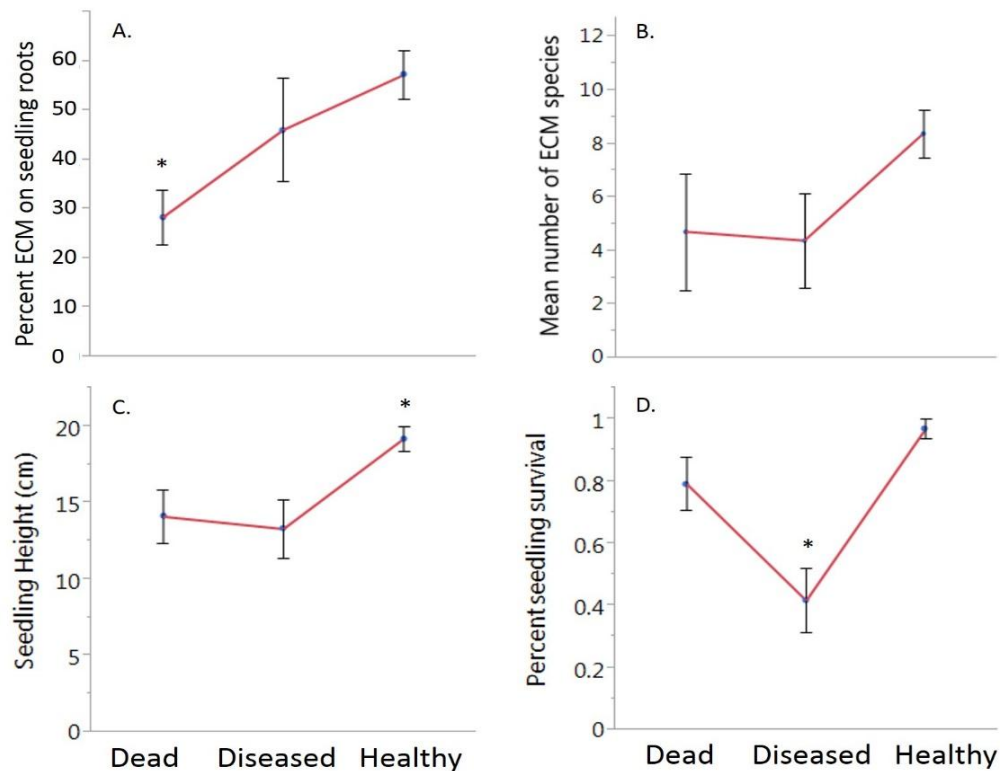 A.
Percent ECM on seedling roots
60
50
40
30
20
10
0
*
B.
Mean number of ECM species
12
10
8
6
4
2
0
C.
Seedling Height (cm)
20
15
10
5
0
*
Dead Diseased Healthy
D.
Percent seedling survival
1
0.8
0.6
0.4
0.2
0
*
Dead Diseased Healthy